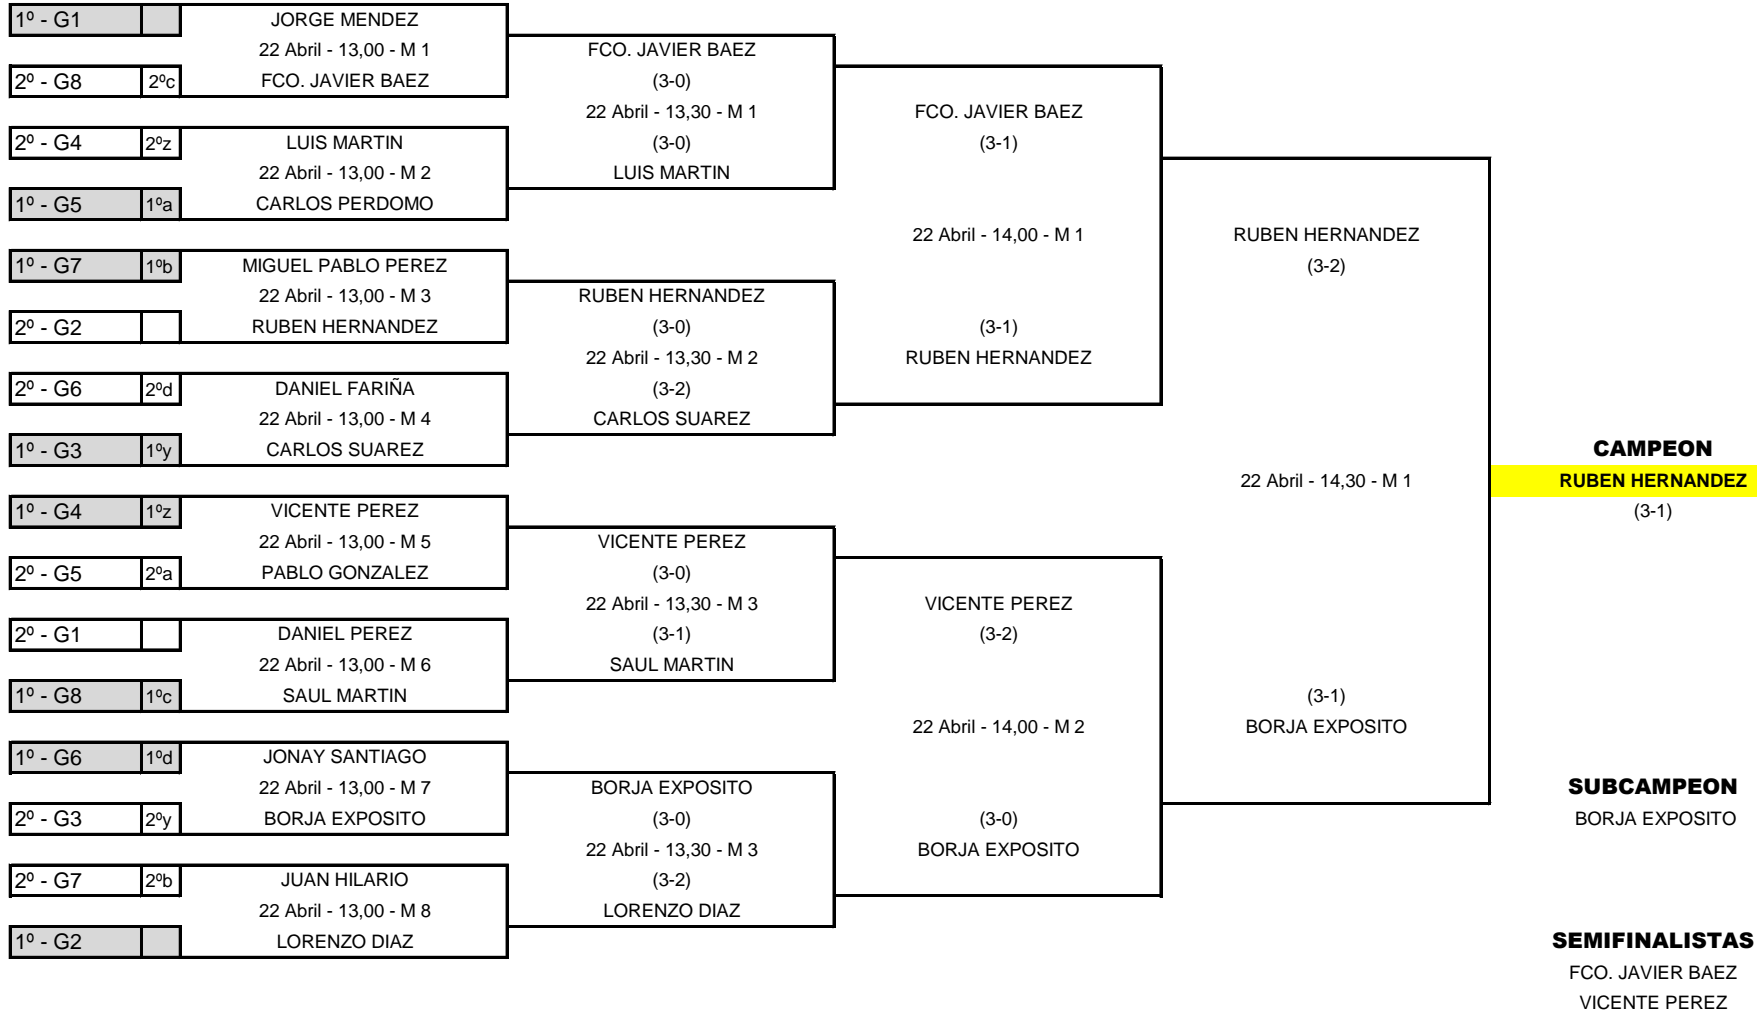 1º - G1
JORGE MENDEZ
22 Abril - 13,00 - M 1
2º - G8 2ºc FCO. JAVIER BAEZ
2º - G4 2ºz LUIS MARTIN
22 Abril - 13,00 - M 2
1º - G5 1ºa CARLOS PERDOMO
1º - G7 1ºb MIGUEL PABLO PEREZ
22 Abril - 13,00 - M 3
2º - G2 RUBEN HERNANDEZ
2º - G6 2ºd DANIEL FARIÑA
22 Abril - 13,00 - M 4
1º - G3 1ºy CARLOS SUAREZ
1º - G4 1ºz VICENTE PEREZ
22 Abril - 13,00 - M 5
2º - G5 2ºa PABLO GONZALEZ
2º - G1 DANIEL PEREZ
22 Abril - 13,00 - M 6
1º - G8 1ºc SAUL MARTIN
1º - G6 1ºd JONAY SANTIAGO
22 Abril - 13,00 - M 7
2º - G3 2ºy BORJA EXPOSITO
2º - G7 2ºb JUAN HILARIO
22 Abril - 13,00 - M 8
1º - G2 LORENZO DIAZ
FCO. JAVIER BAEZ
(3-0)
22 Abril - 13,30 - M 1
(3-0)
LUIS MARTIN
RUBEN HERNANDEZ
(3-0)
22 Abril - 13,30 - M 2
(3-2)
CARLOS SUAREZ
VICENTE PEREZ
(3-0)
22 Abril - 13,30 - M 3
(3-1)
SAUL MARTIN
BORJA EXPOSITO
(3-0)
22 Abril - 13,30 - M 3
(3-2)
LORENZO DIAZ
FCO. JAVIER BAEZ
(3-1)
22 Abril - 14,00 - M 1
(3-1)
RUBEN HERNANDEZ
VICENTE PEREZ
(3-2)
22 Abril - 14,00 - M 2
(3-0)
BORJA EXPOSITO
RUBEN HERNANDEZ
(3-2)
22 Abril - 14,30 - M 1
(3-1)
BORJA EXPOSITO
CAMPEON
RUBEN HERNANDEZ
(3-1)
SUBCAMPEON
BORJA EXPOSITO
SEMIFINALISTAS
FCO. JAVIER BAEZ
VICENTE PEREZ